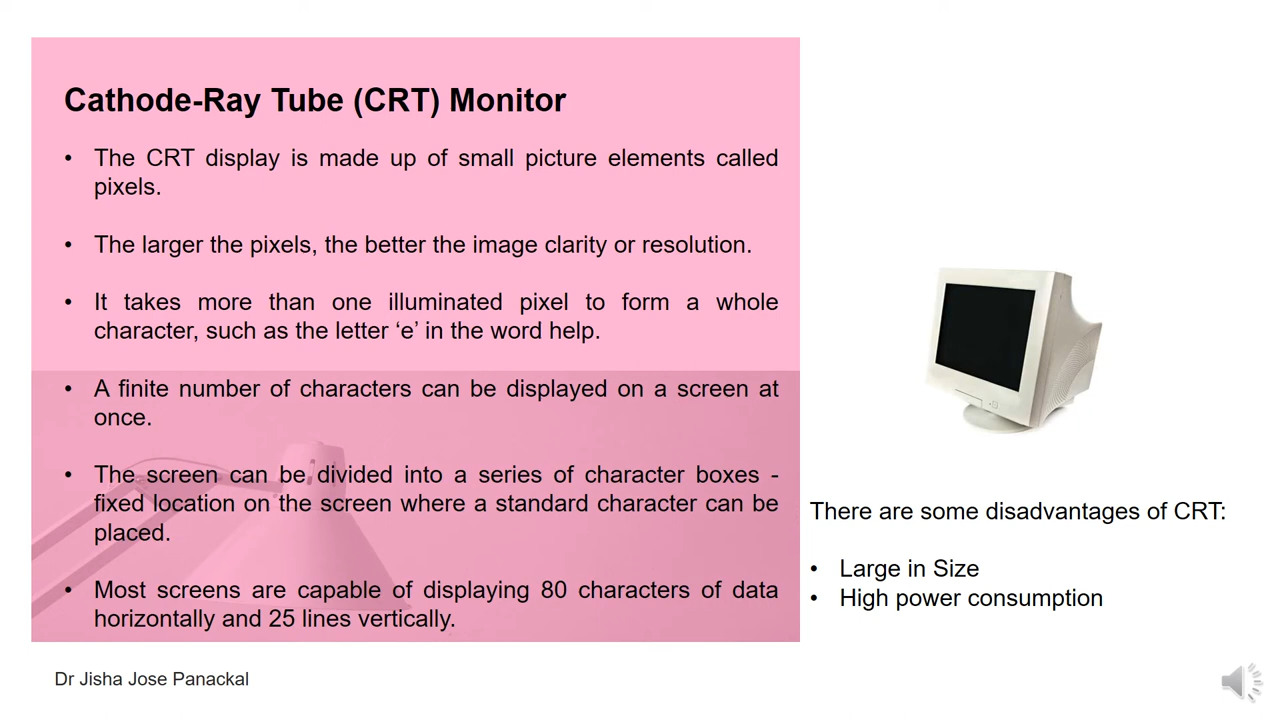 Cathode-Ray Tube (CRT) Monitor
• The CRT display is made up of small picture elements called
pixels.
• The larger the pixels, the better the image clarity or resolution.
• It takes more than one illuminated pixel to form a whole
character, such as the letter ‘e’ in the word help.
• A finite number of characters can be displayed on a screen at
once.
• The screen can be divided into a series of character boxes -
fixed location on the screen where a standard character can be
placed.
• Most screens are capable of displaying 80 characters of data
horizontally and 25 lines vertically.
There are some disadvantages of CRT:
• Large in Size
• High power consumption
Dr Jisha Jose Panackal